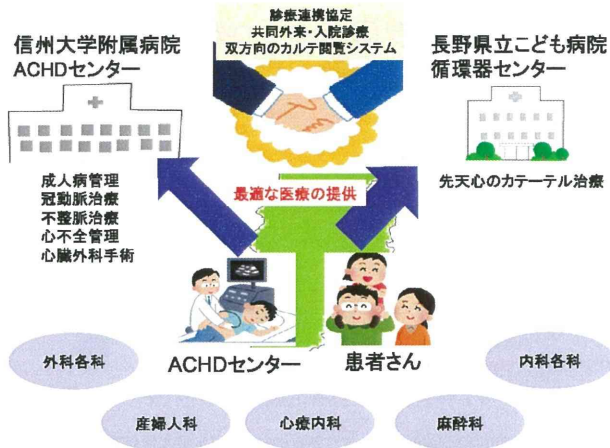 診療連携協定
共同外来・入院診療
双方向のカルテ閲覧システム
信州大学附属病院
ACHDセンター
長野県立こども病院
循環器センター
成人病管理
冠動脈治療
不整脈治療
心不全管理
心臓外科手術
最適な医療の提供
先天心のカテーテル治療
ACHDセンター
患者さん
外科各科
内科各科
産婦人科
心療内科
麻酔科